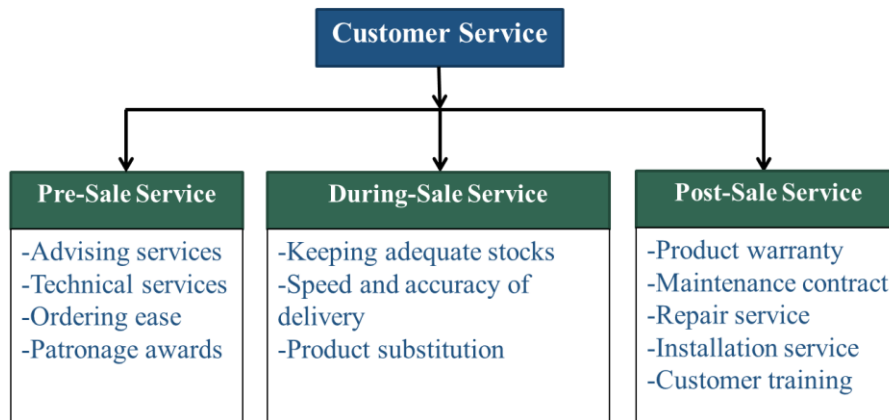 Customer Service
Pre-Sale Service
-Advising services
-Technical services
-Ordering ease
-Patronage awards
During-Sale Service
-Keeping adequate stocks
-Speed and accuracy of
delivery
-Product substitution
Post-Sale Service
-Product warranty
-Maintenance contract
-Repair service
-Installation service
-Customer training